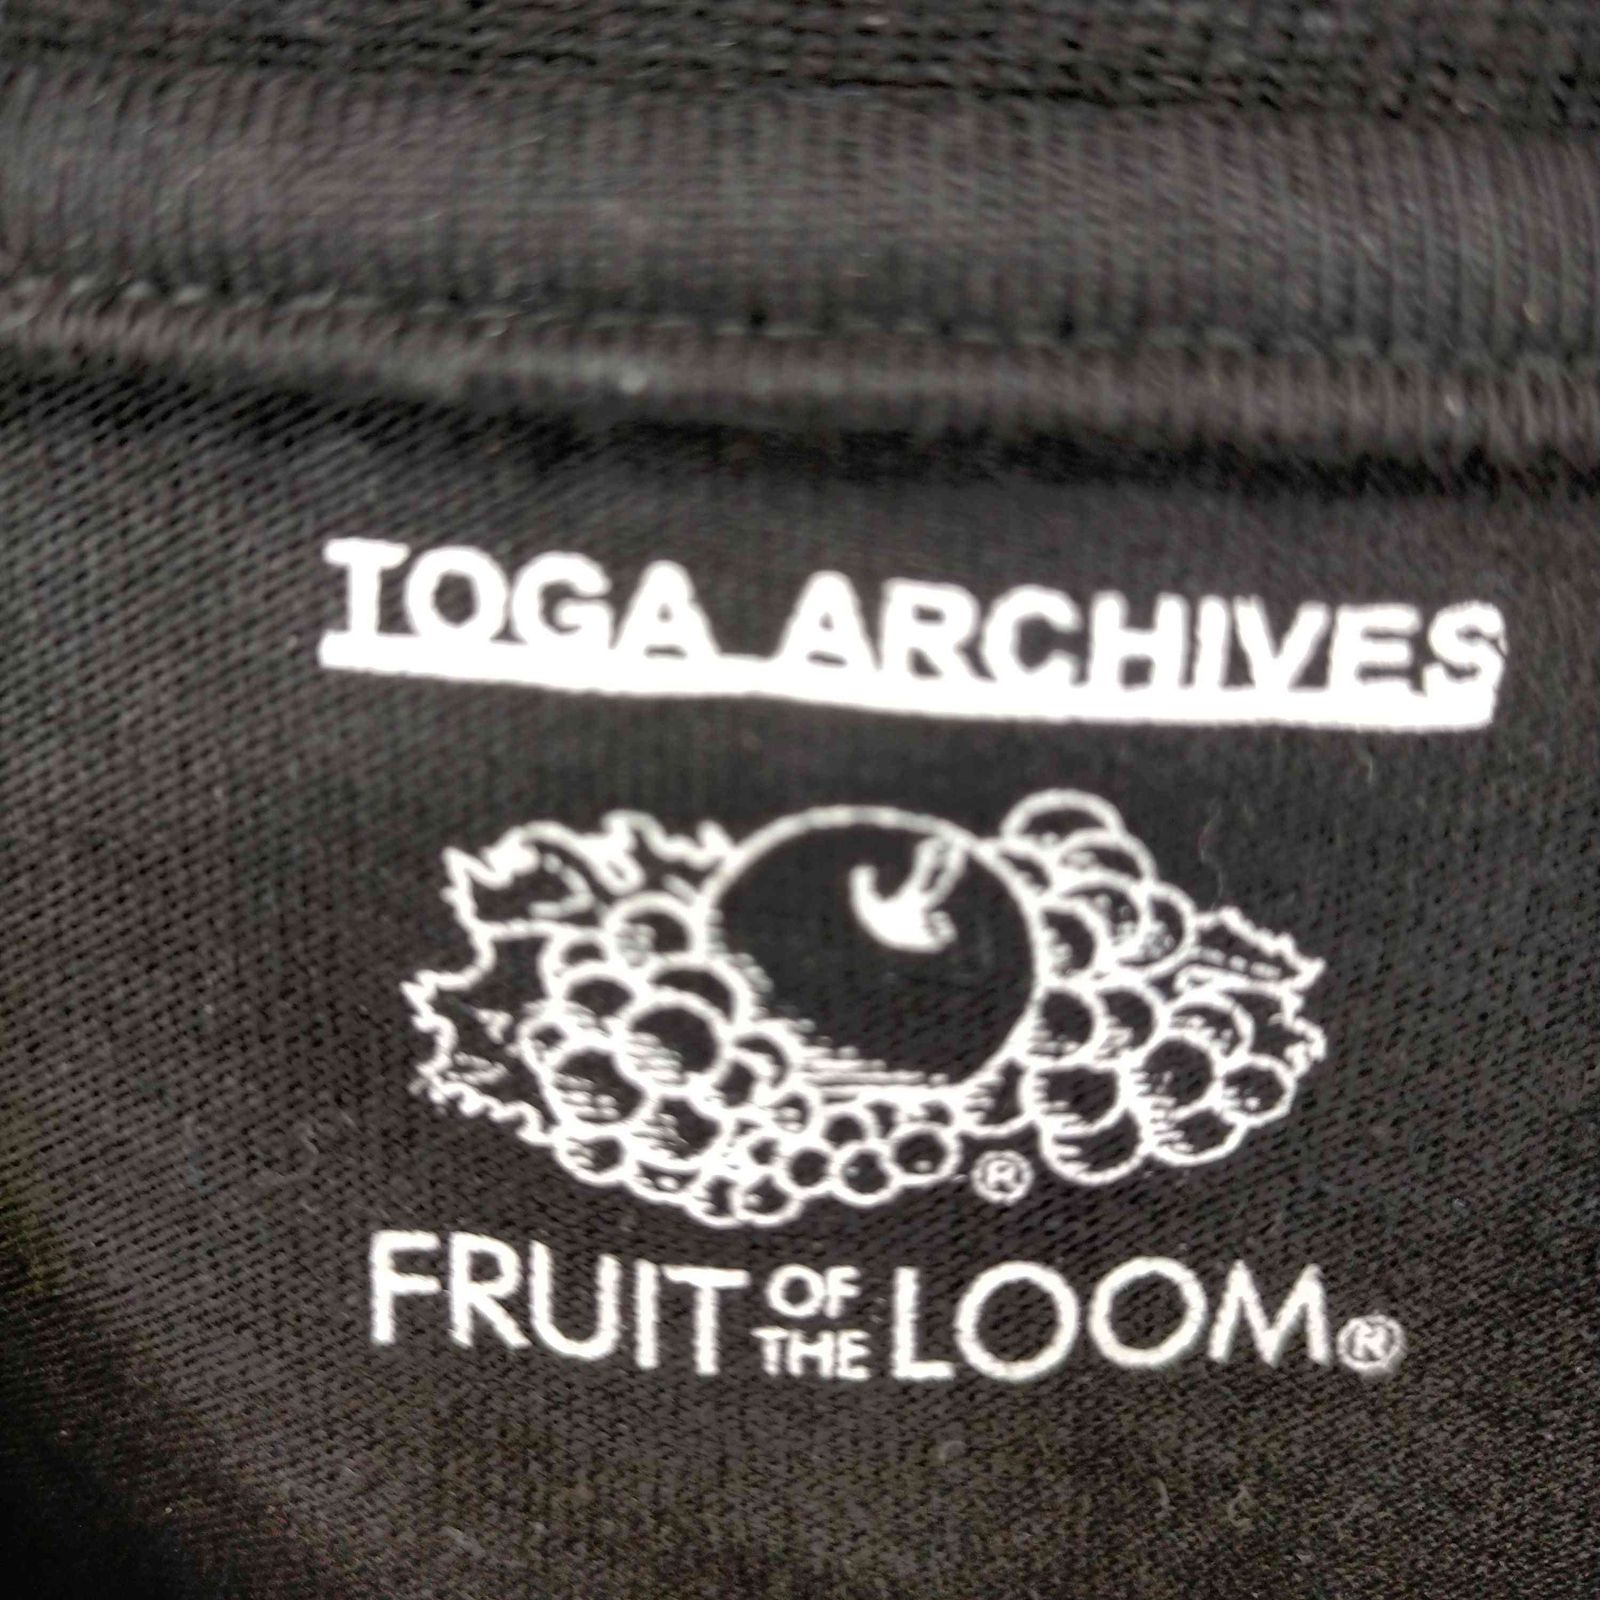 TOGA ARCHIVES
®
FRUIT OF THE LOOM®